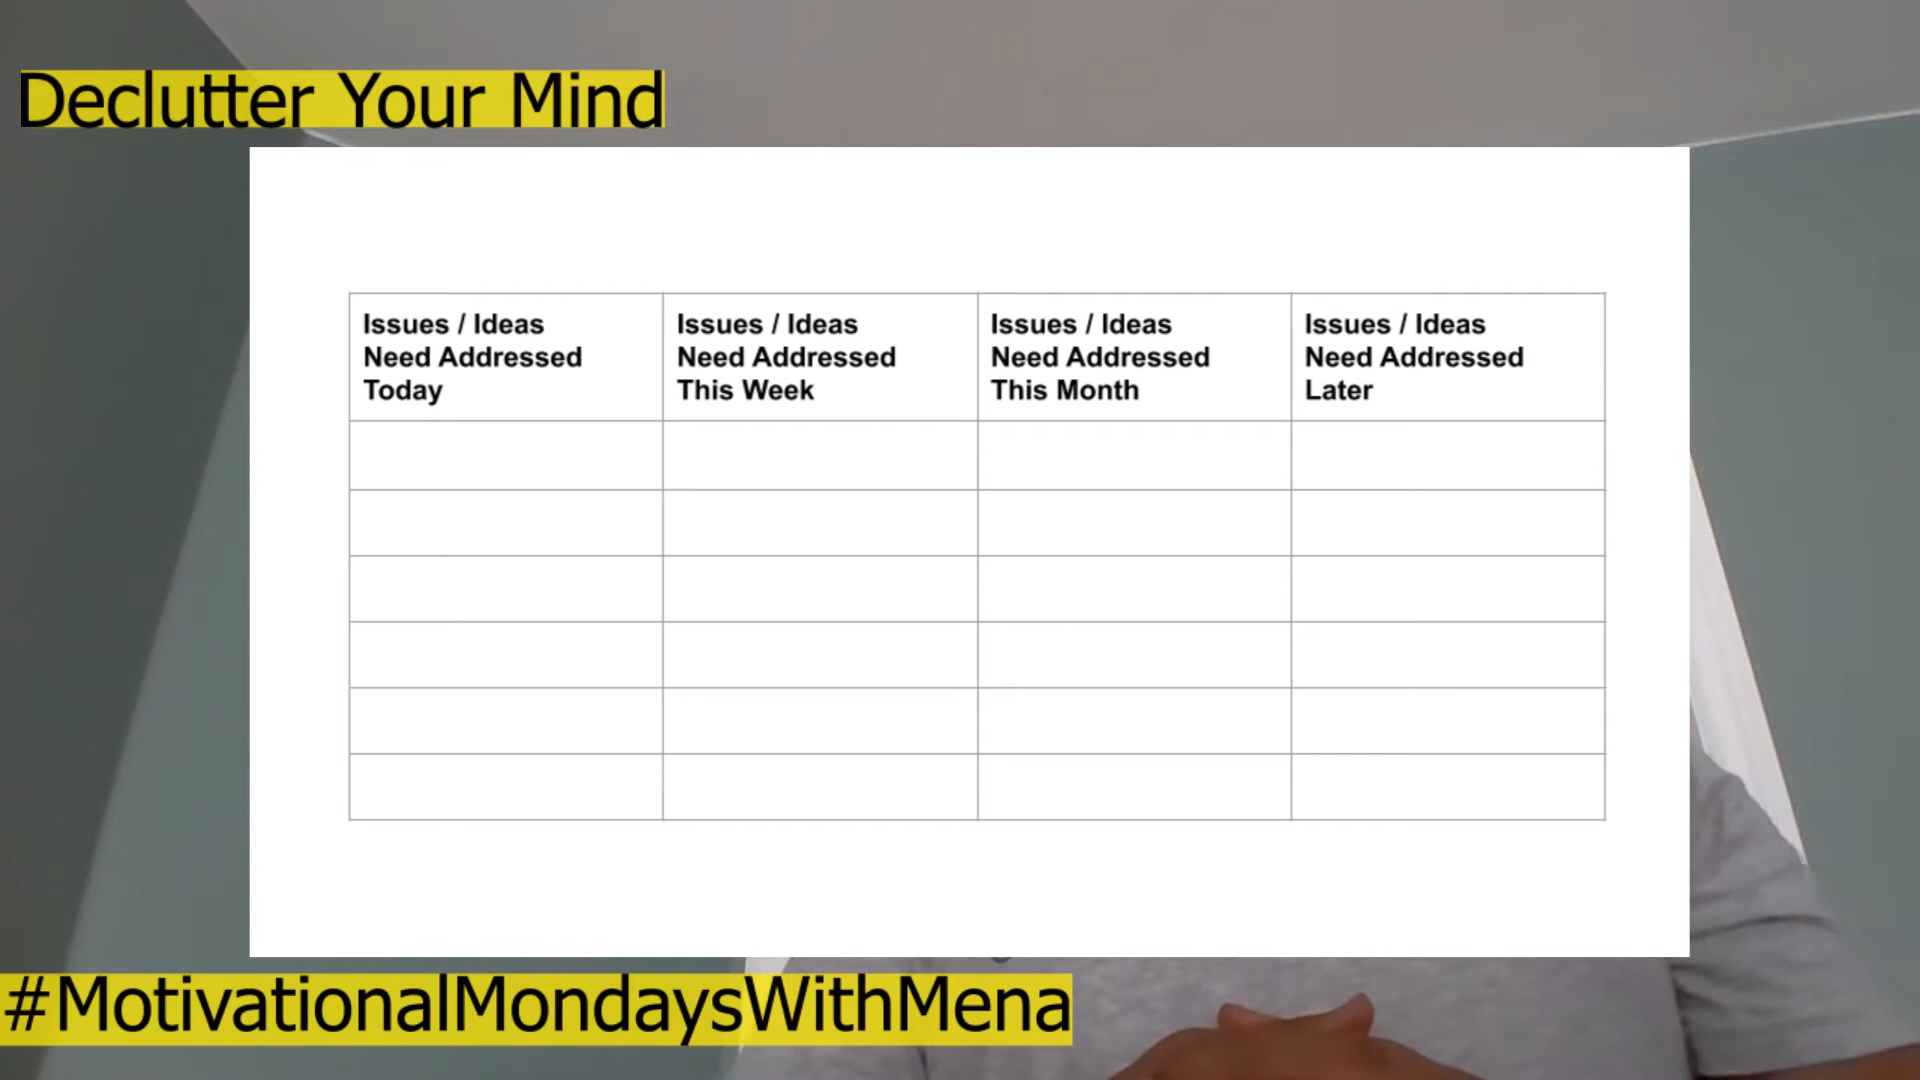 Declutter Your Mind
Issues / Ideas
Need Addressed
Today
Issues / Ideas
Need Addressed
This Week
Issues / Ideas
Need Addressed
This Month
Issues / Ideas
Need Addressed
Later
#MotivationalMondaysWithMena